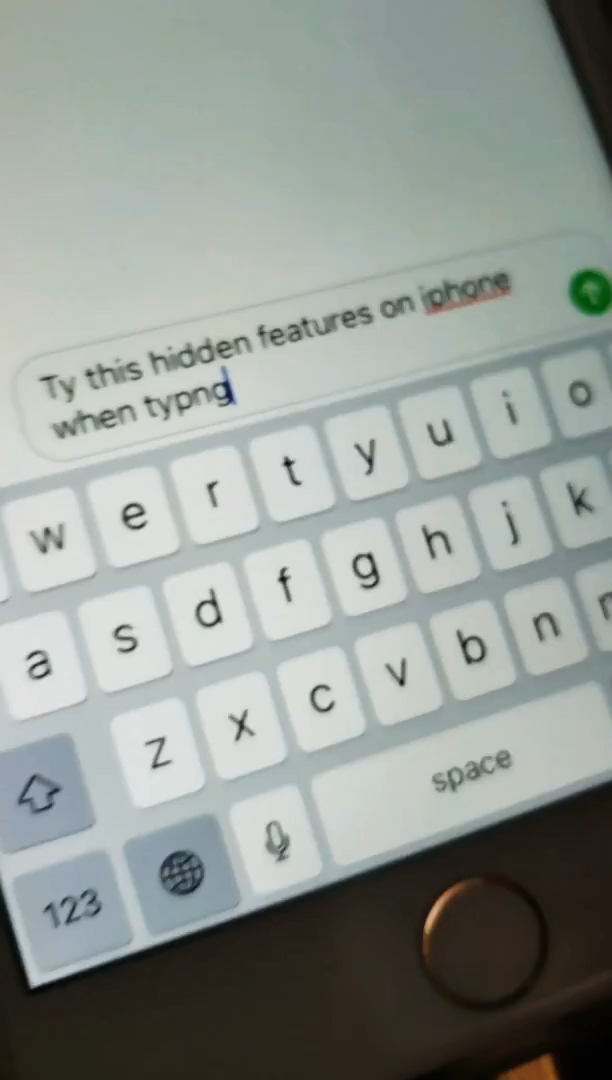 Ty this hidden features on iphone
when typng
w e r t y u i o
a s d f g h j k
z x c v b n
123 space